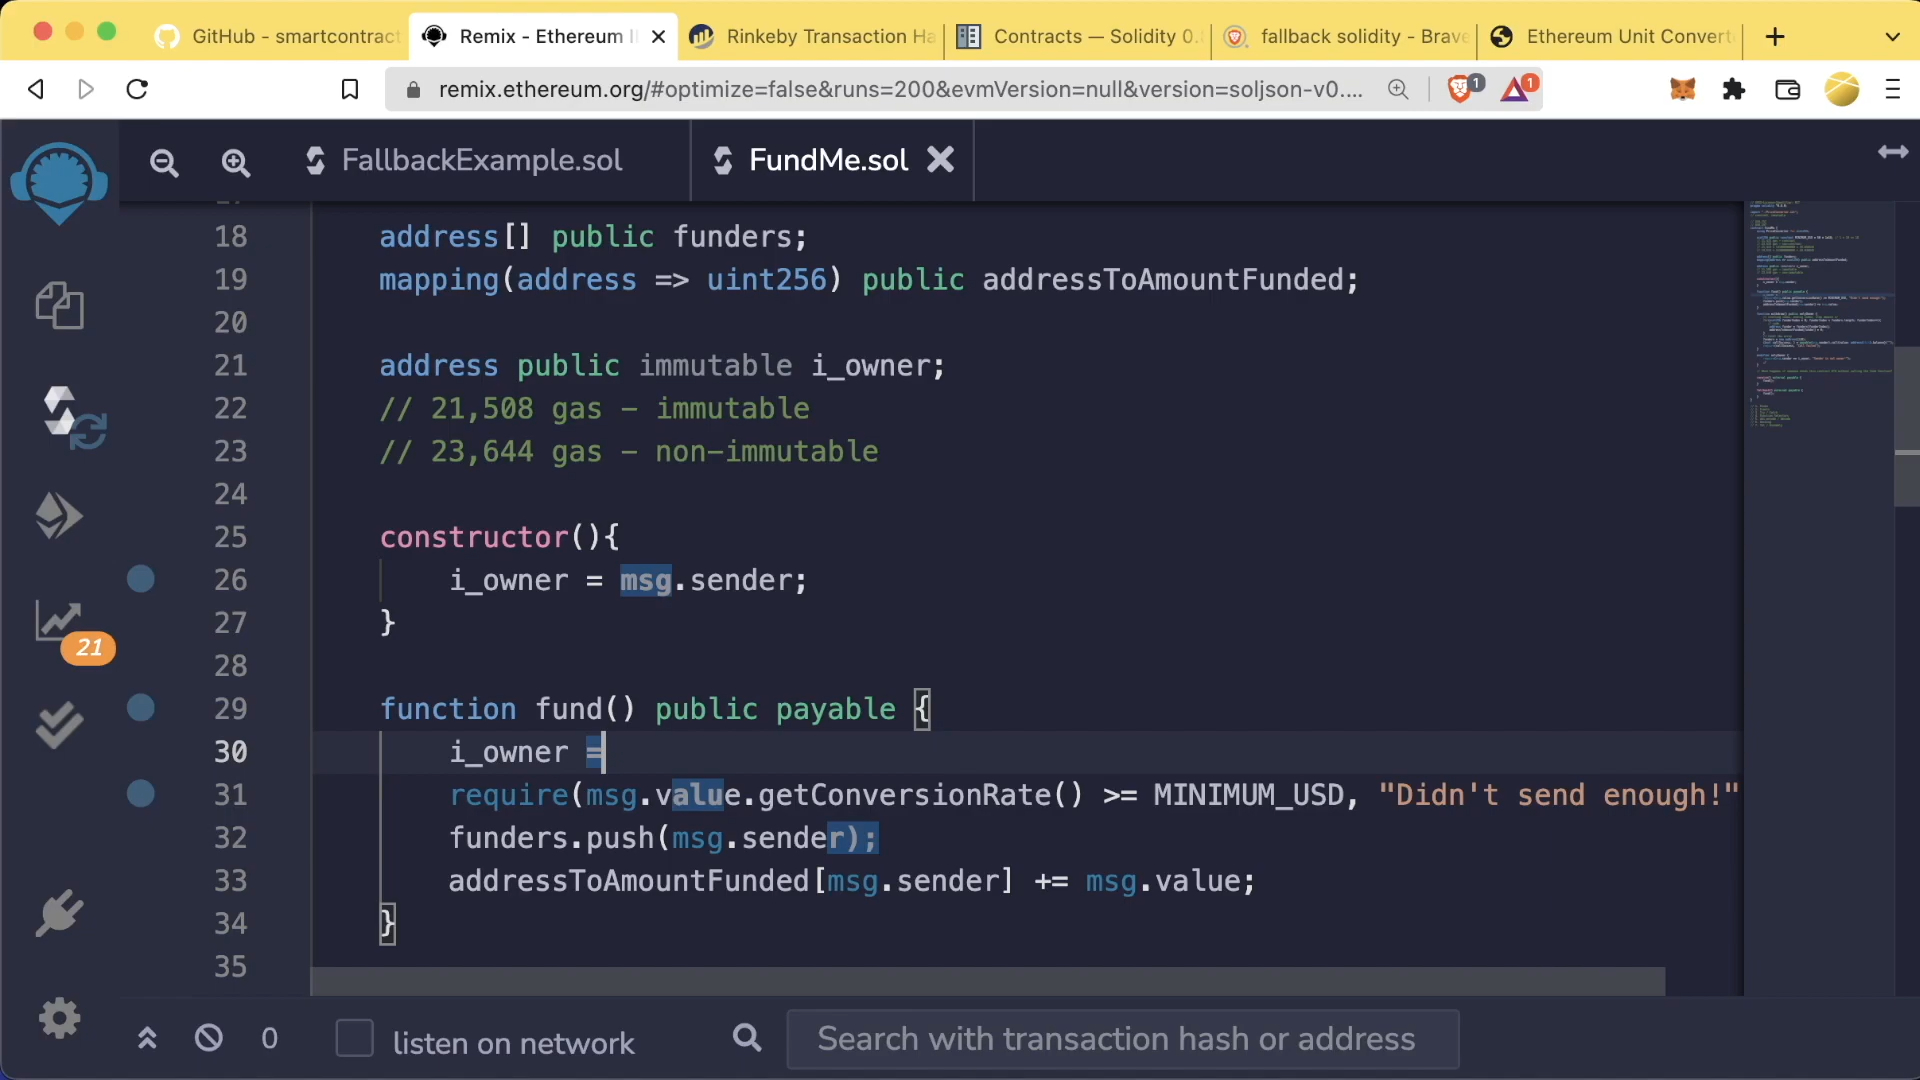 GitHub - smartcontract
Remix - Ethereum I
Rinkeby Transaction Ha
Contracts — Solidity 0.
fallback solidity - Brave
Ethereum Unit Convert
remix.ethereum.org/#optimize=false&runs=200&evmVersion=null&version=soljson-v0....
1
1
FallbackExample.sol
FundMe.sol
18 address[] public funders;
19 mapping(address => uint256) public addressToAmountFunded;
20
21 address public immutable i_owner;
22 // 21,508 gas - immutable
23 // 23,644 gas - non-immutable
24
25 constructor(){
26 i_owner = msg.sender;
27 }
28
29 function fund() public payable {
30 i_owner =
31 require(msg.value.getConversionRate() >= MINIMUM_USD, "Didn't send enough!"
32 funders.push(msg.sender);
33 addressToAmountFunded[msg.sender] += msg.value;
34 }
35
21
0
listen on network
Search with transaction hash or address